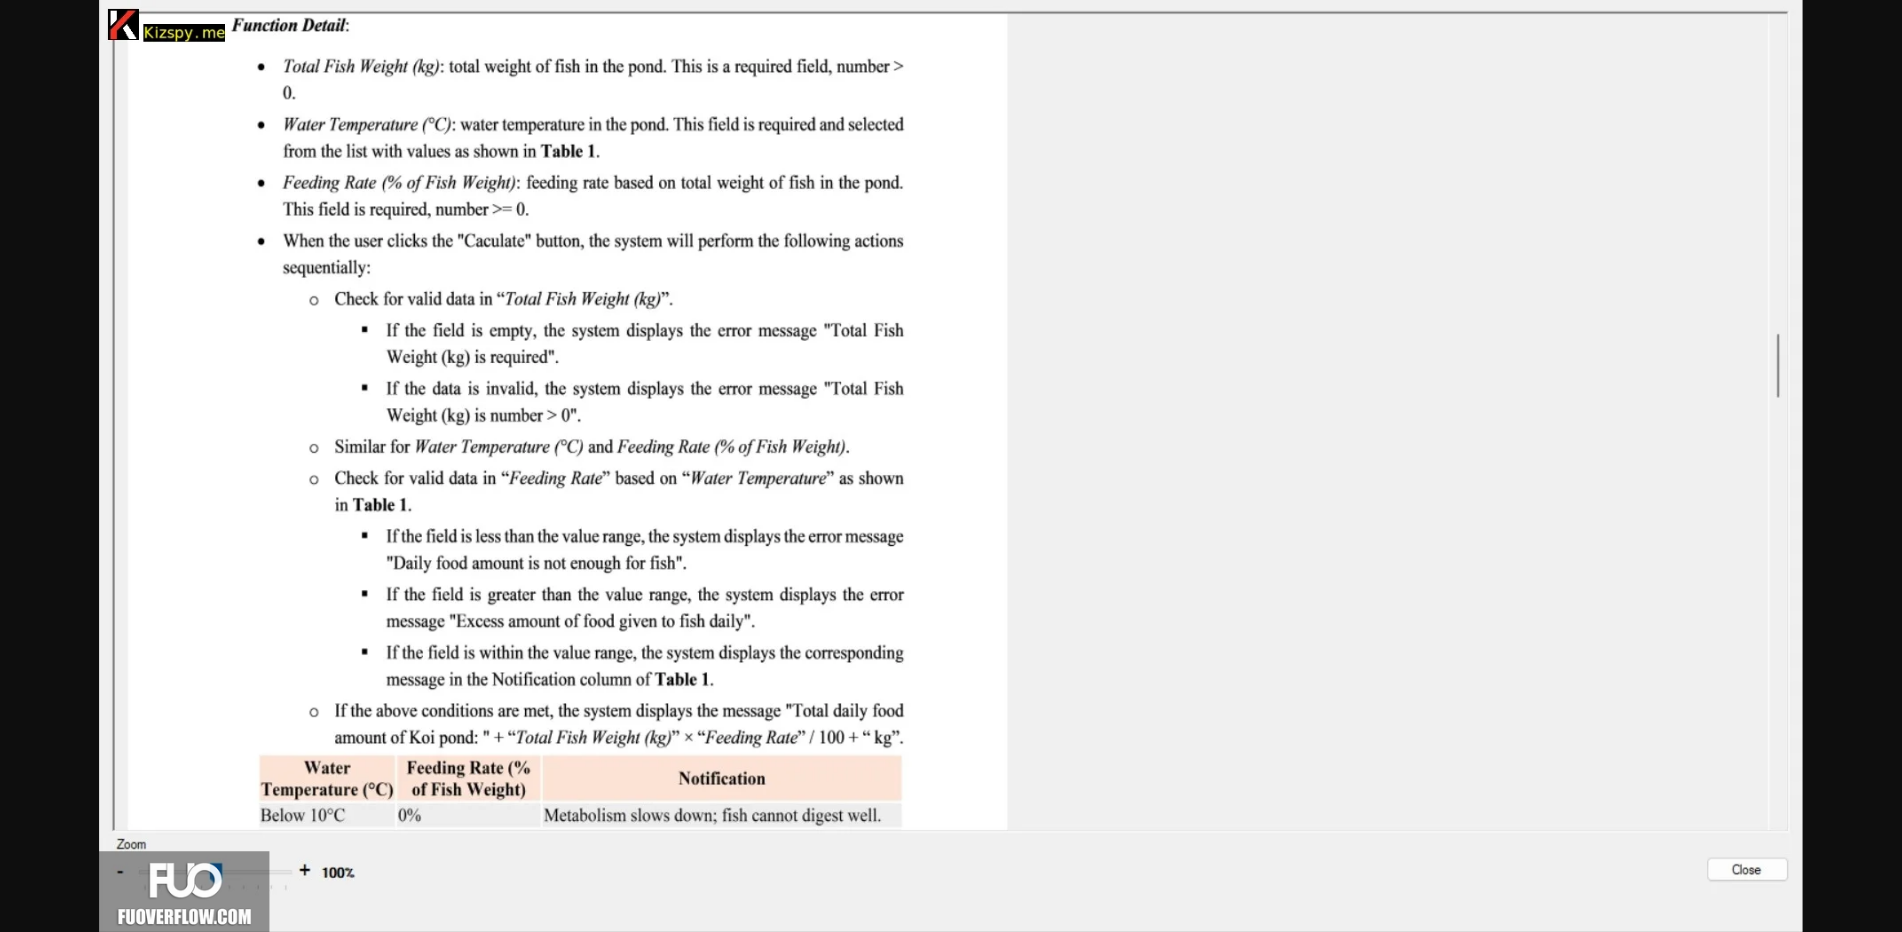 Kizspy.me
Function Detail:
• Total Fish Weight (kg): total weight of fish in the pond. This is a required field, number >
0.
• Water Temperature (°C): water temperature in the pond. This field is required and selected
from the list with values as shown in Table 1.
• Feeding Rate (% of Fish Weight): feeding rate based on total weight of fish in the pond.
This field is required, number >= 0.
• When the user clicks the "Caculate" button, the system will perform the following actions
sequentially:
o Check for valid data in “Total Fish Weight (kg)”.
▪ If the field is empty, the system displays the error message "Total Fish
Weight (kg) is required".
▪ If the data is invalid, the system displays the error message "Total Fish
Weight (kg) is number > 0".
o Similar for Water Temperature (°C) and Feeding Rate (% of Fish Weight).
o Check for valid data in “Feeding Rate” based on “Water Temperature” as shown
in Table 1.
▪ If the field is less than the value range, the system displays the error message
"Daily food amount is not enough for fish".
▪ If the field is greater than the value range, the system displays the error
message "Excess amount of food given to fish daily".
▪ If the field is within the value range, the system displays the corresponding
message in the Notification column of Table 1.
o If the above conditions are met, the system displays the message "Total daily food
amount of Koi pond: " + “Total Fish Weight (kg)” × “Feeding Rate” / 100 + “ kg”.
Water Temperature (°C) Feeding Rate (% of Fish Weight) Notification
Below 10°C 0% Metabolism slows down; fish cannot digest well.
Zoom
- + 100%
Close
FUO
FUOVERFLOW.COM